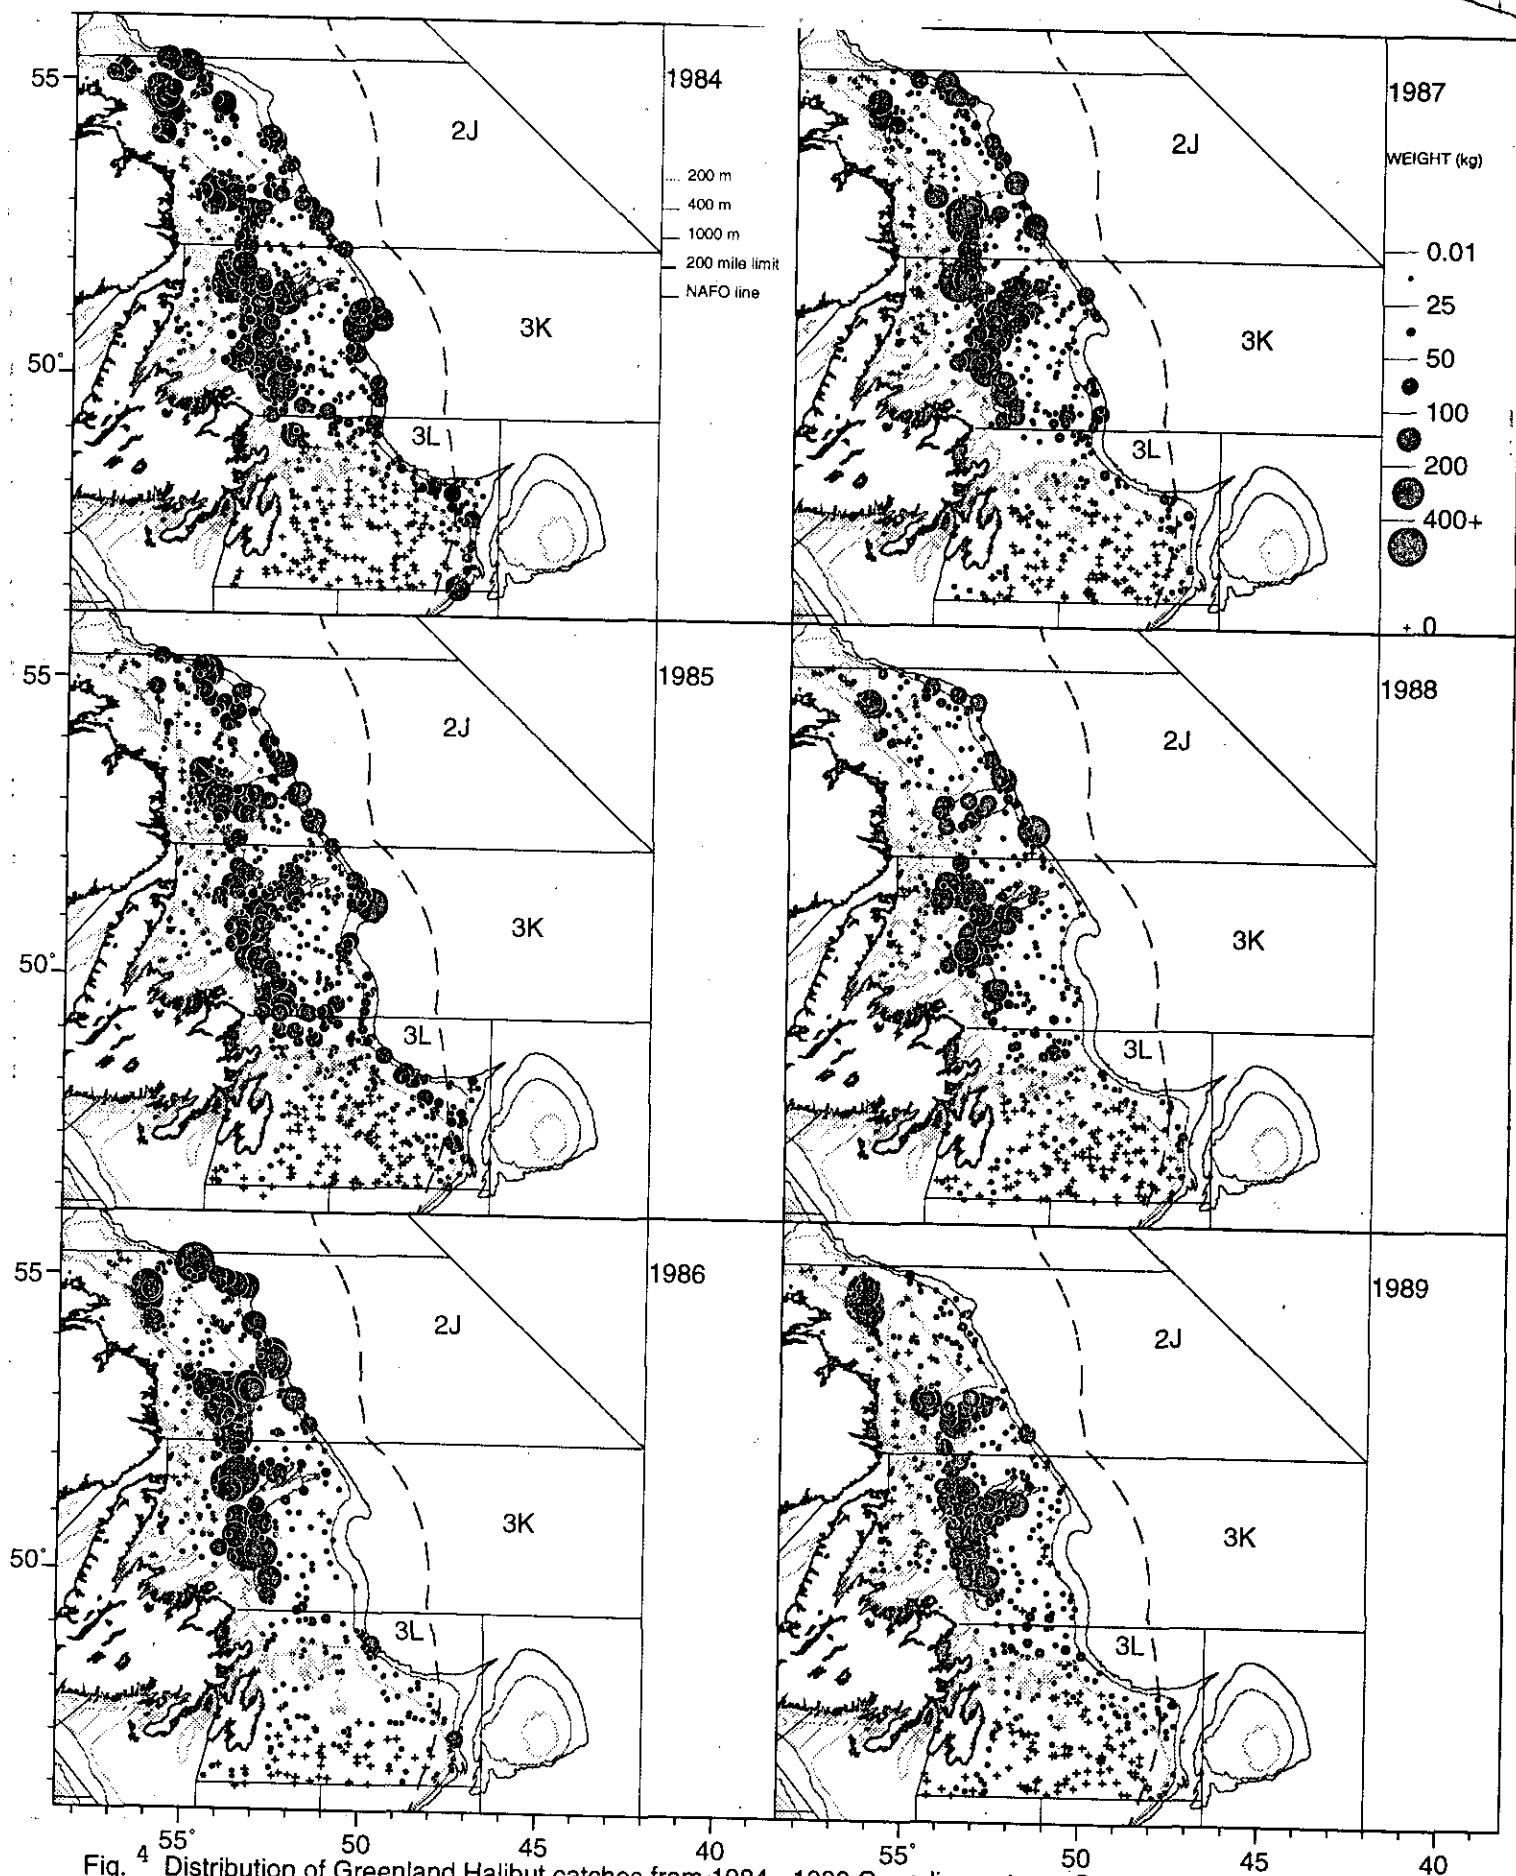 55
1984
2J
200 m
400 m
1000 m
200 mile limit
NAFO line
3K
50°
3L
1987
2J
WEIGHT (kg)
0.01
25
50
100
200
400+
+ 0
3K
3L
55
1985
2J
3K
50°
3L
1988
2J
3K
3L
55
1986
2J
3K
50°
3L
1989
2J
3K
3L
55° 50 45 40
55° 50 45 40
Fig. 4 Distribution of Greenland Halibut catches from 1984 - 1989